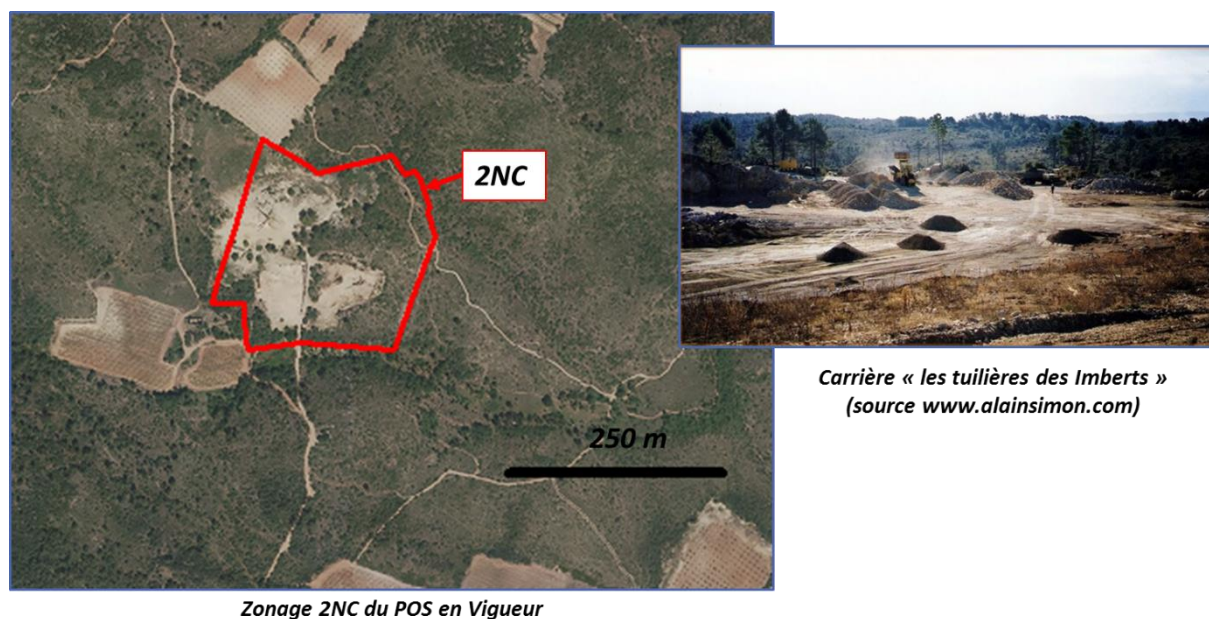 2NC
250 m
Carrière « les tuilières des Imberts »
(source www.alainsimon.com)
Zonage 2NC du POS en Vigueur